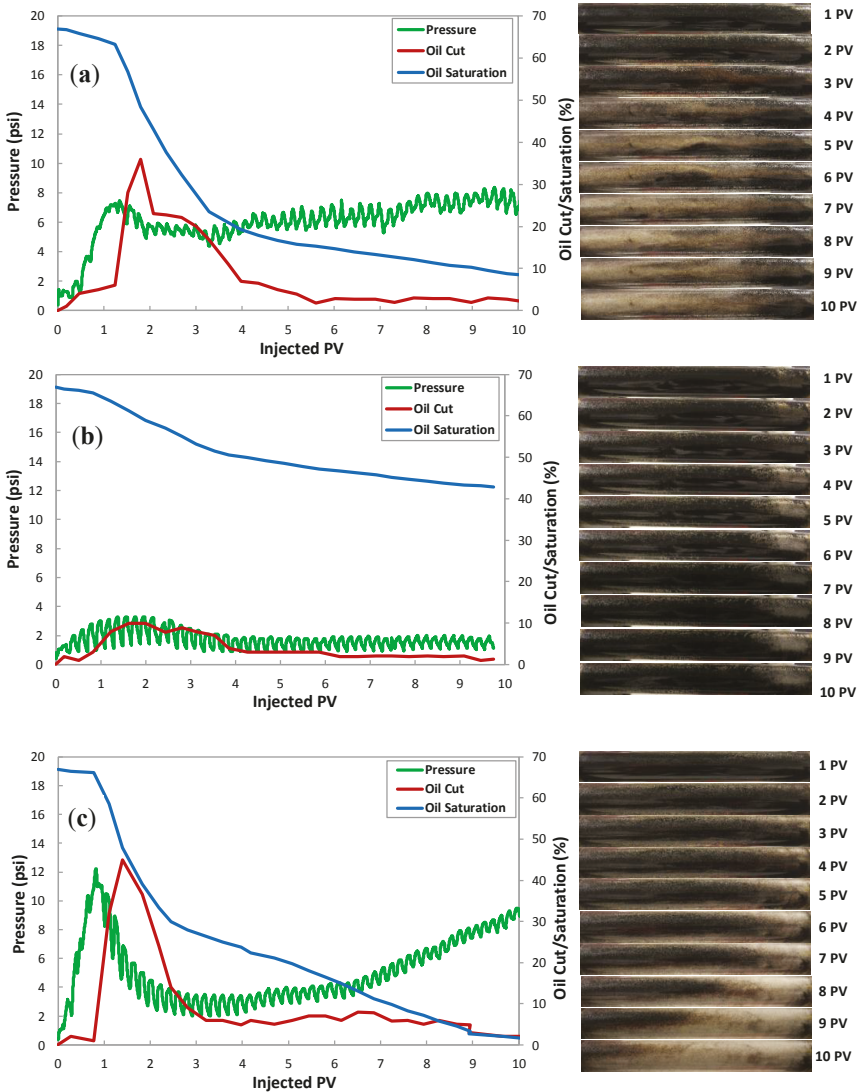 (a)
Pressure
Oil Cut
Oil Saturation
20
18
16
14
12
10
8
6
4
2
0
Pressure (psi)
70
60
50
40
30
20
10
0
Oil Cut/Saturation (%)
0 1 2 3 4 5 6 7 8 9 10
Injected PV
1 PV
2 PV
3 PV
4 PV
5 PV
6 PV
7 PV
8 PV
9 PV
10 PV
(b)
Pressure
Oil Cut
Oil Saturation
20
18
16
14
12
10
8
6
4
2
0
Pressure (psi)
70
60
50
40
30
20
10
0
Oil Cut/Saturation (%)
0 1 2 3 4 5 6 7 8 9 10
Injected PV
1 PV
2 PV
3 PV
4 PV
5 PV
6 PV
7 PV
8 PV
9 PV
10 PV
(c)
Pressure
Oil Cut
Oil Saturation
20
18
16
14
12
10
8
6
4
2
0
Pressure (psi)
70
60
50
40
30
20
10
0
Oil Cut/Saturation (%)
0 1 2 3 4 5 6 7 8 9 10
Injected PV
1 PV
2 PV
3 PV
4 PV
5 PV
6 PV
7 PV
8 PV
9 PV
10 PV